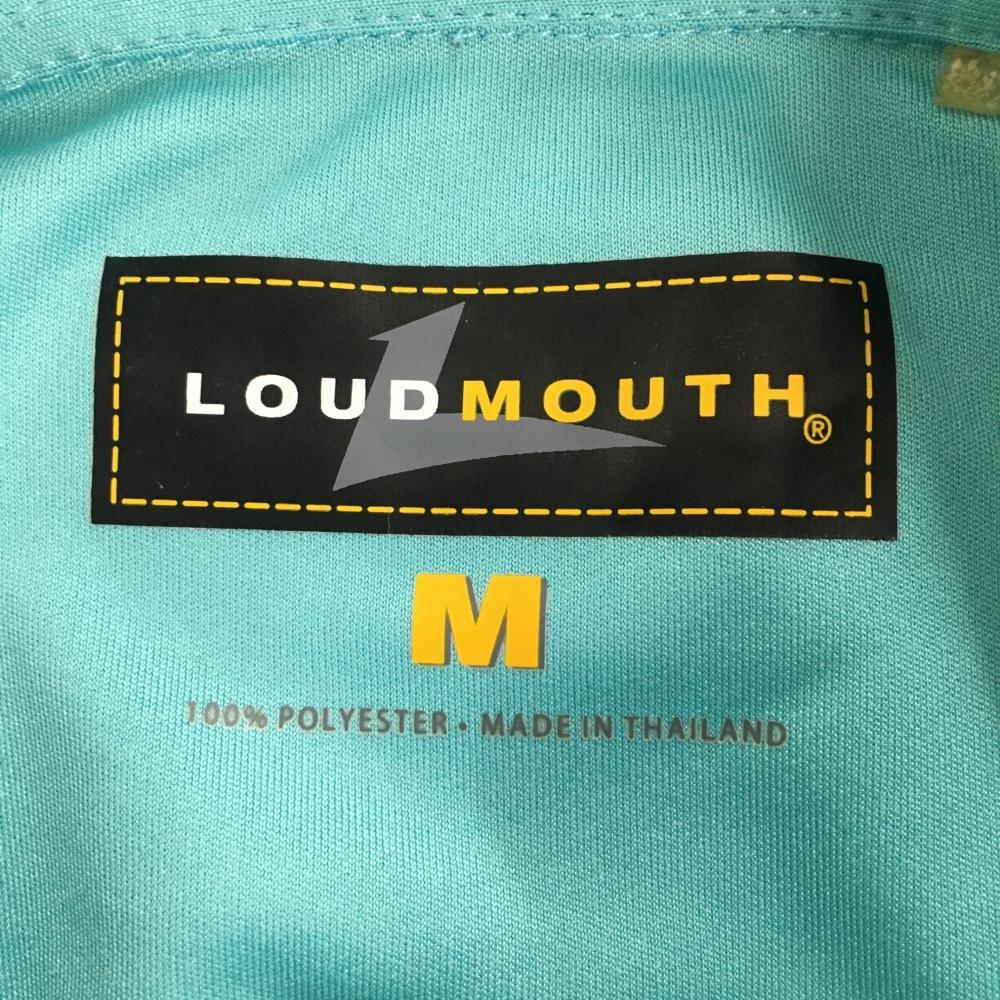 LOUDMOUTH®
M
100% POLYESTER • MADE IN THAILAND